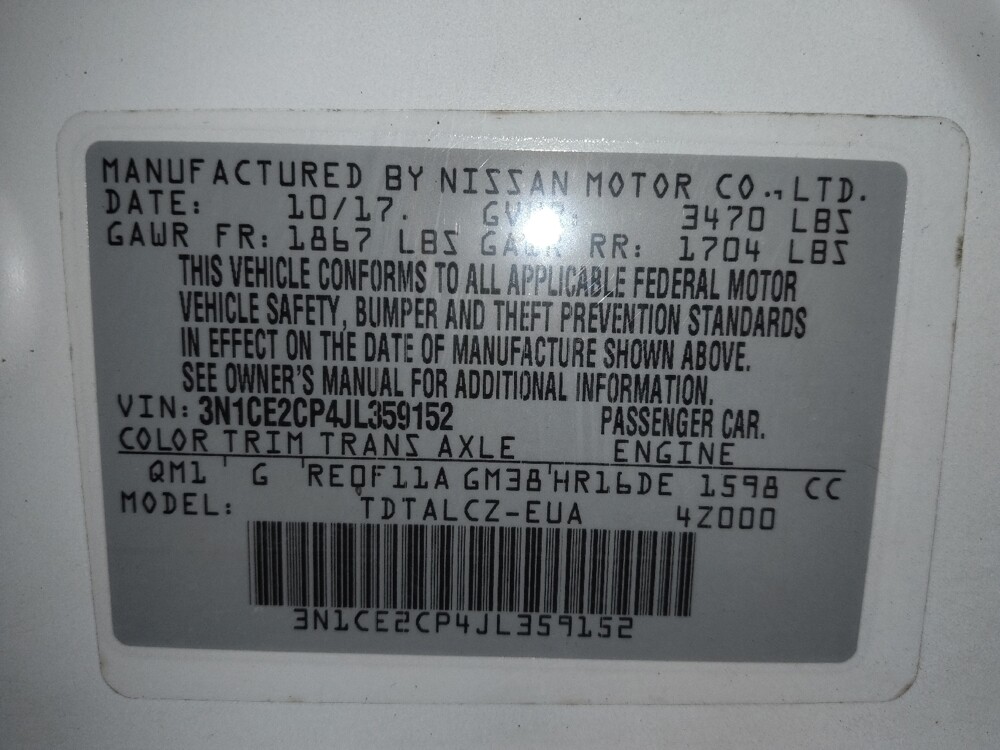 MANUFACTURED BY NISSAN MOTOR CO.,LTD.
DATE: 10/17. 3470 LBS
GAWR FR: 1867 LBS GAWR RR: 1704 LBS
THIS VEHICLE CONFORMS TO ALL APPLICABLE FEDERAL MOTOR
VEHICLE SAFETY, BUMPER AND THEFT PREVENTION STANDARDS
IN EFFECT ON THE DATE OF MANUFACTURE SHOWN ABOVE.
SEE OWNER'S MANUAL FOR ADDITIONAL INFORMATION.
VIN: 3N1CE2CP4JL359152 PASSENGER CAR.
COLOR TRIM TRANS AXLE ENGINE
QM1 ' G 'RE0F11A GM38'HR16DE 1598 CC
MODEL: TDTALCZ-EUA 4Z000
3N1CE2CP4JL359152